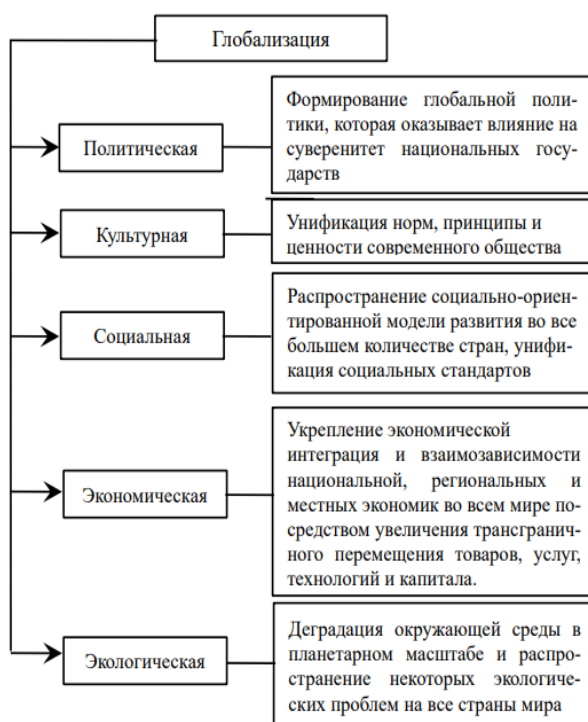 Глобализация
Политическая
Формирование глобальной поли-
тики, которая оказывает влияние на
суверенитет национальных госу-
дарств
Культурная
Унификация норм, принципы и
ценности современного общества
Социальная
Распространение социально-ориен-
тированной модели развития во все
большем количестве стран, унифи-
кация социальных стандартов
Экономическая
Укрепление экономической
интеграции и взаимозависимости
национальной, региональных и
местных экономик во всем мире по-
средством увеличения трансгранич-
ного перемещения товаров, услуг,
технологий и капитала.
Экологическая
Деградация окружающей среды в
планетарном масштабе и распро-
странение некоторых экологиче-
ских проблем на все страны мира